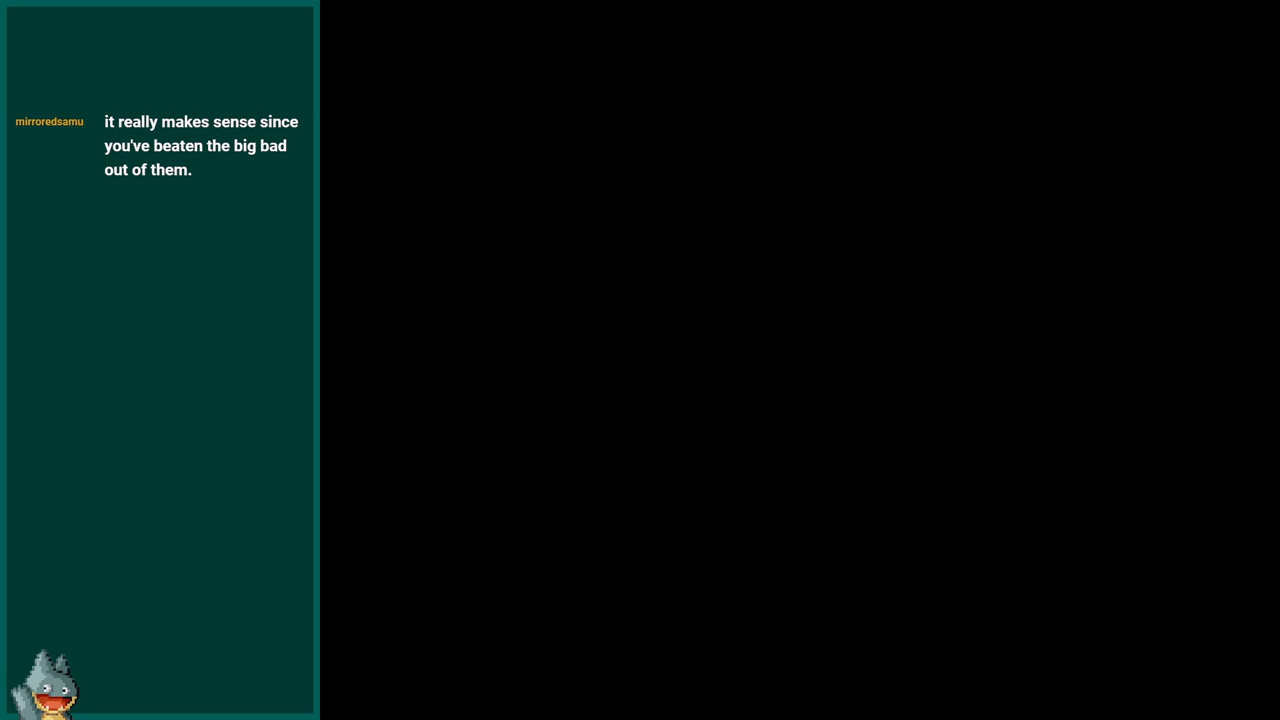 mirroredsamu it really makes sense since
you've beaten the big bad
out of them.